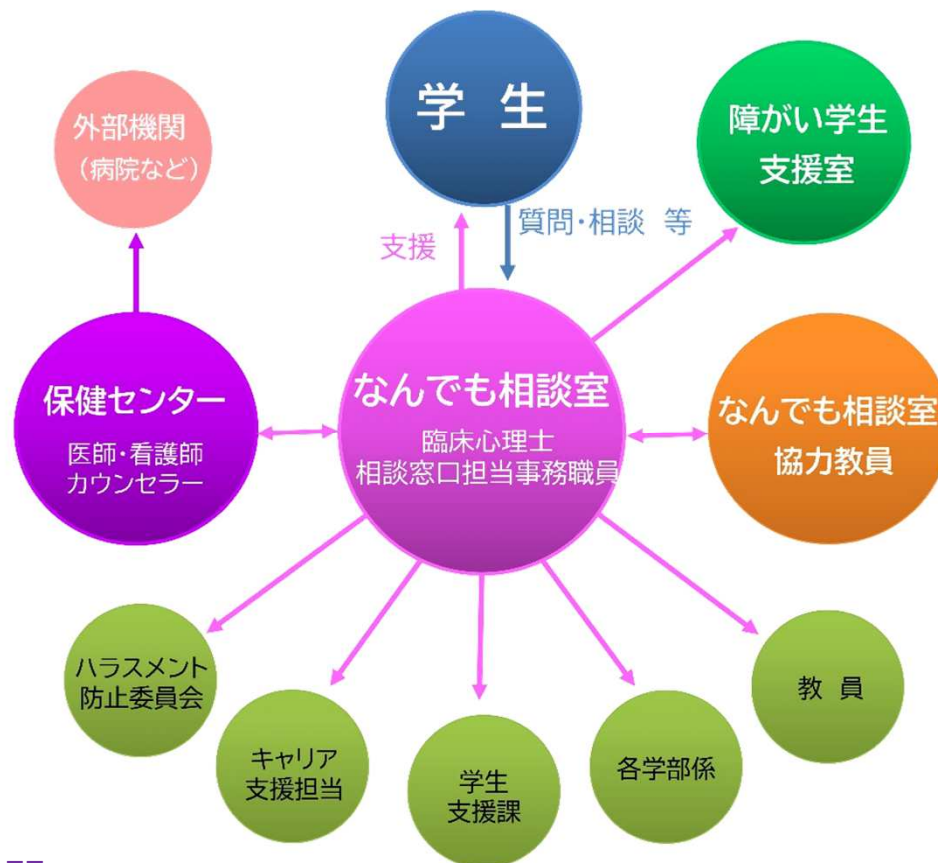 学 生
外部機関
（病院など）
障がい学生
支援室
支援
質問・相談 等
保健センター
医師・看護師
カウンセラー
なんでも相談室
臨床心理士
相談窓口担当事務職員
なんでも相談室
協力教員
ハラスメント
防止委員会
キャリア
支援担当
学生
支援課
各学部係
教 員